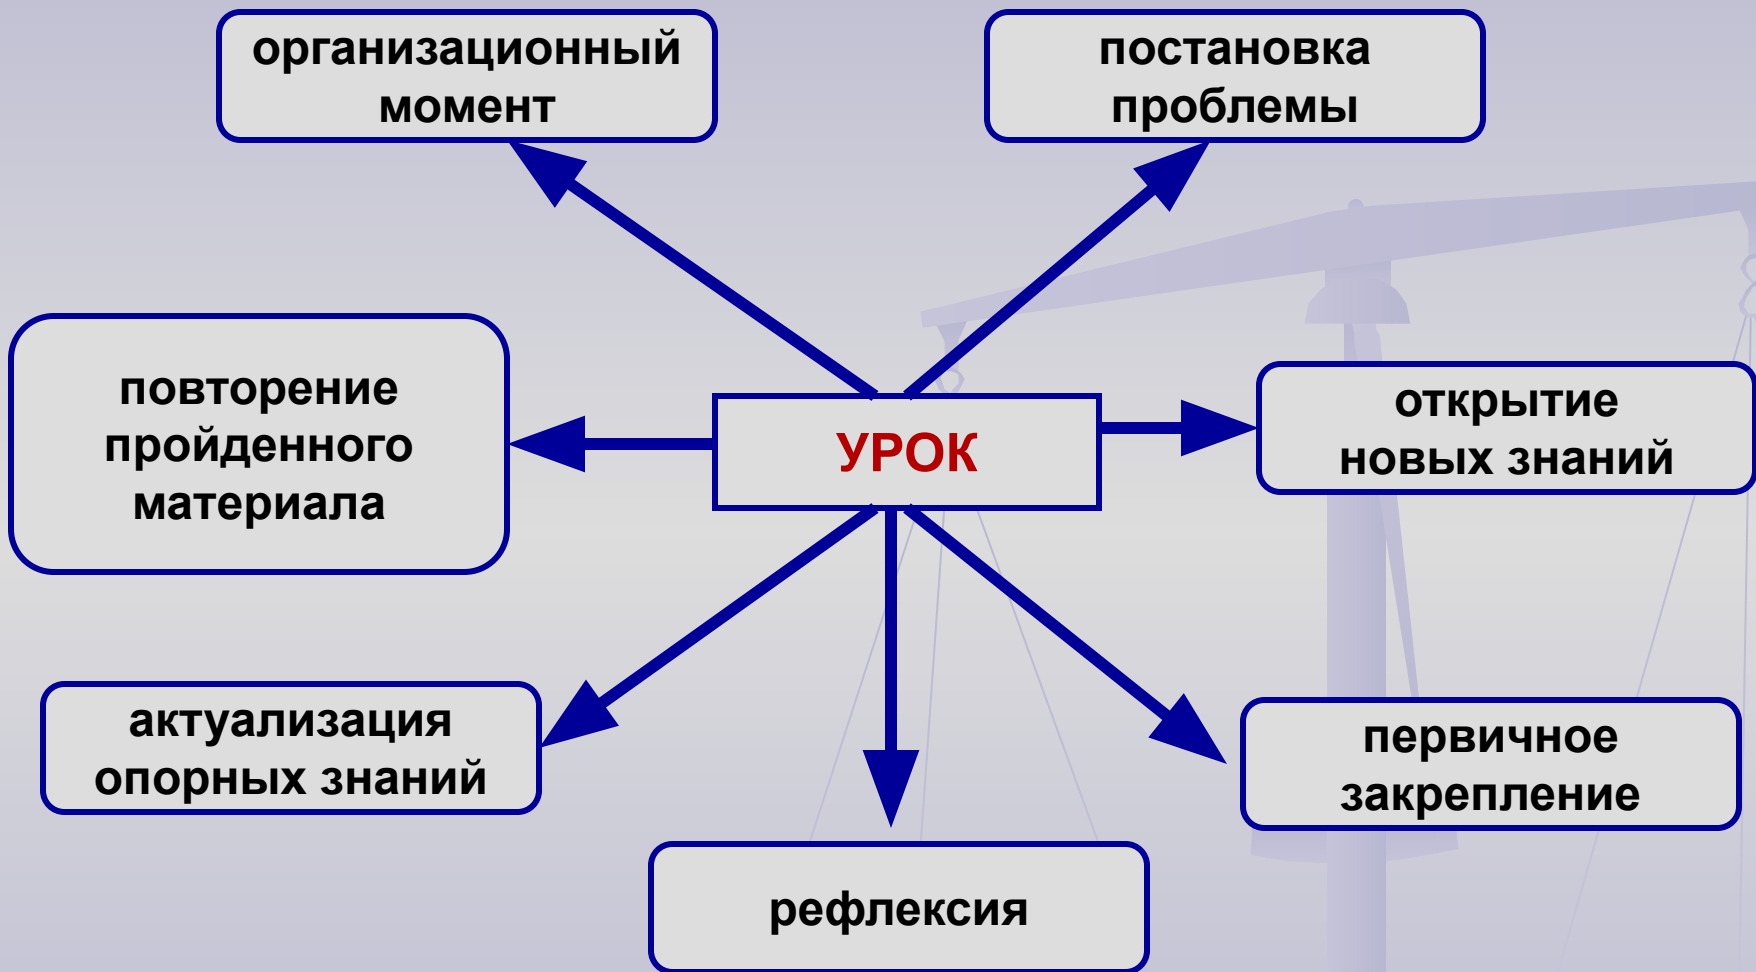 организационный
момент
постановка
проблемы
повторение
пройденного
материала
УРОК
открытие
новых знаний
актуализация
опорных знаний
первичное
закрепление
рефлексия